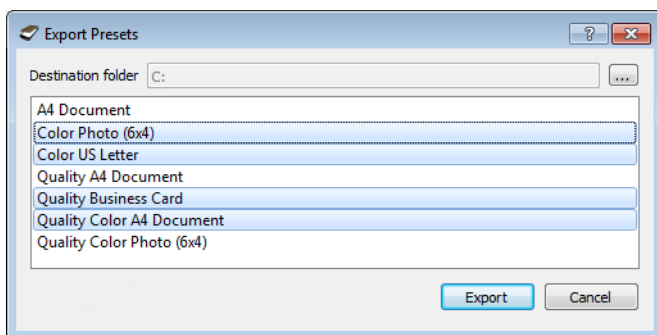 Export Presets
?
Destination folder C: ...
A4 Document
Color Photo (6x4)
Color US Letter
Quality A4 Document
Quality Business Card
Quality Color A4 Document
Quality Color Photo (6x4)
Export Cancel